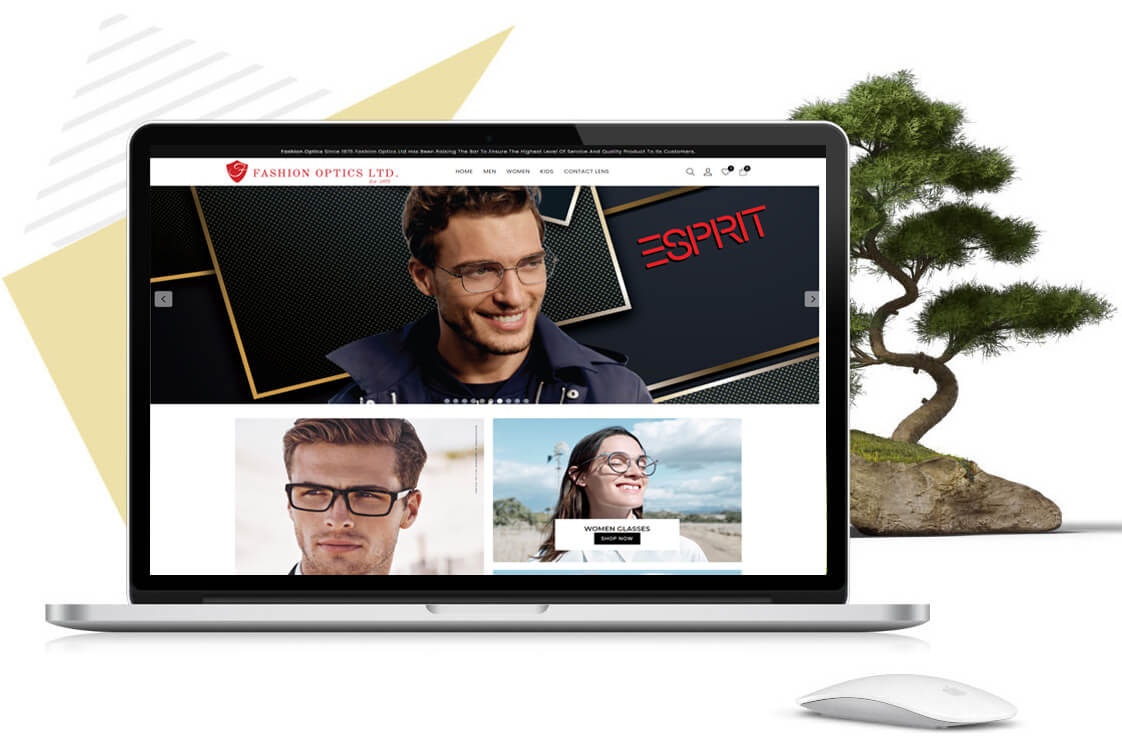 Fashion Optics Since 1975 Fashion Optics Ltd Has Been Raising The Bar To Ensure The Highest Level Of Service And Quality Product To Its Customers.
FASHION OPTICS LTD.
Est. 1975
HOME MEN WOMEN KIDS CONTACT LENS
ESPRIT
WOMEN GLASSES
SHOP NOW